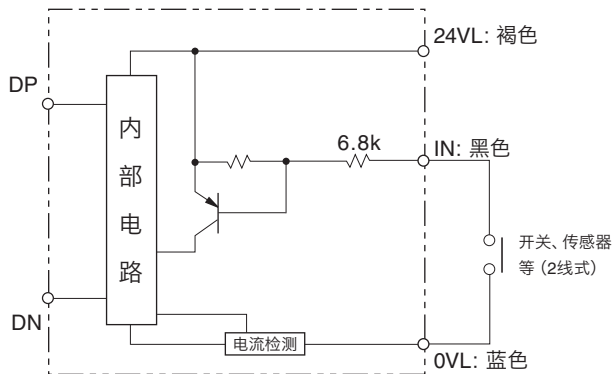 24VL: 褐色
DP
内部电路
6.8k
IN: 黑色
开关、传感器
等 (2线式)
DN
电流检测
0VL: 蓝色